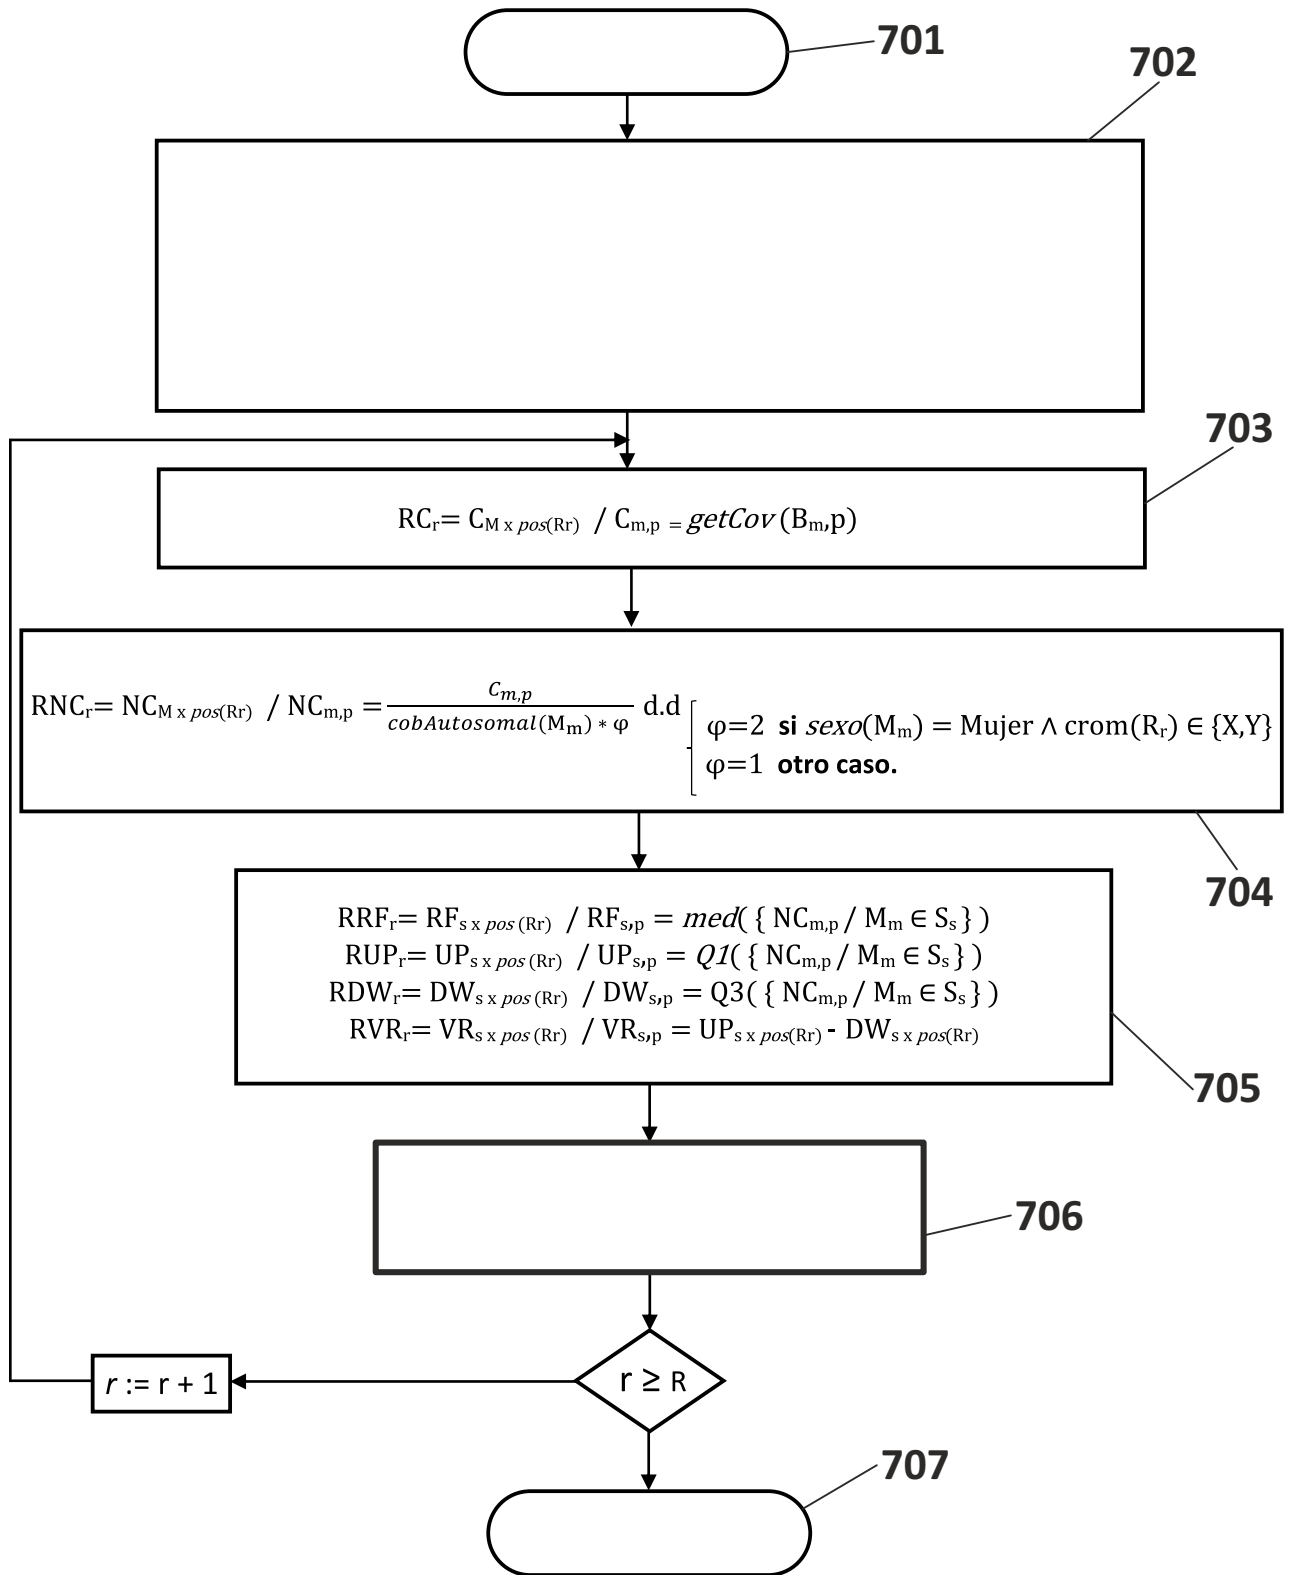 701
702
703
RCr= CM x pos(Rr) / Cm,p = getCov (Bm,p)
RNCr= NCM x pos(Rr) / NCm,p = Cm,p / cobAutosomal(Mm) * φ d.d
φ=2 si sexo(Mm) = Mujer ∧ crom(Rr) ∈ {X,Y}
φ=1 otro caso.
704
RRFr= RFs x pos (Rr) / RFs,p = med( { NCm,p / Mm ∈ Ss } )
RUPr= UPs x pos (Rr) / UPs,p = Q1( { NCm,p / Mm ∈ Ss } )
RDWr= DWs x pos (Rr) / DWs,p = Q3( { NCm,p / Mm ∈ Ss } )
RVRr= VRs x pos (Rr) / VRs,p = UPs x pos(Rr) - DWs x pos(Rr)
705
706
r := r + 1
r ≥ R
707